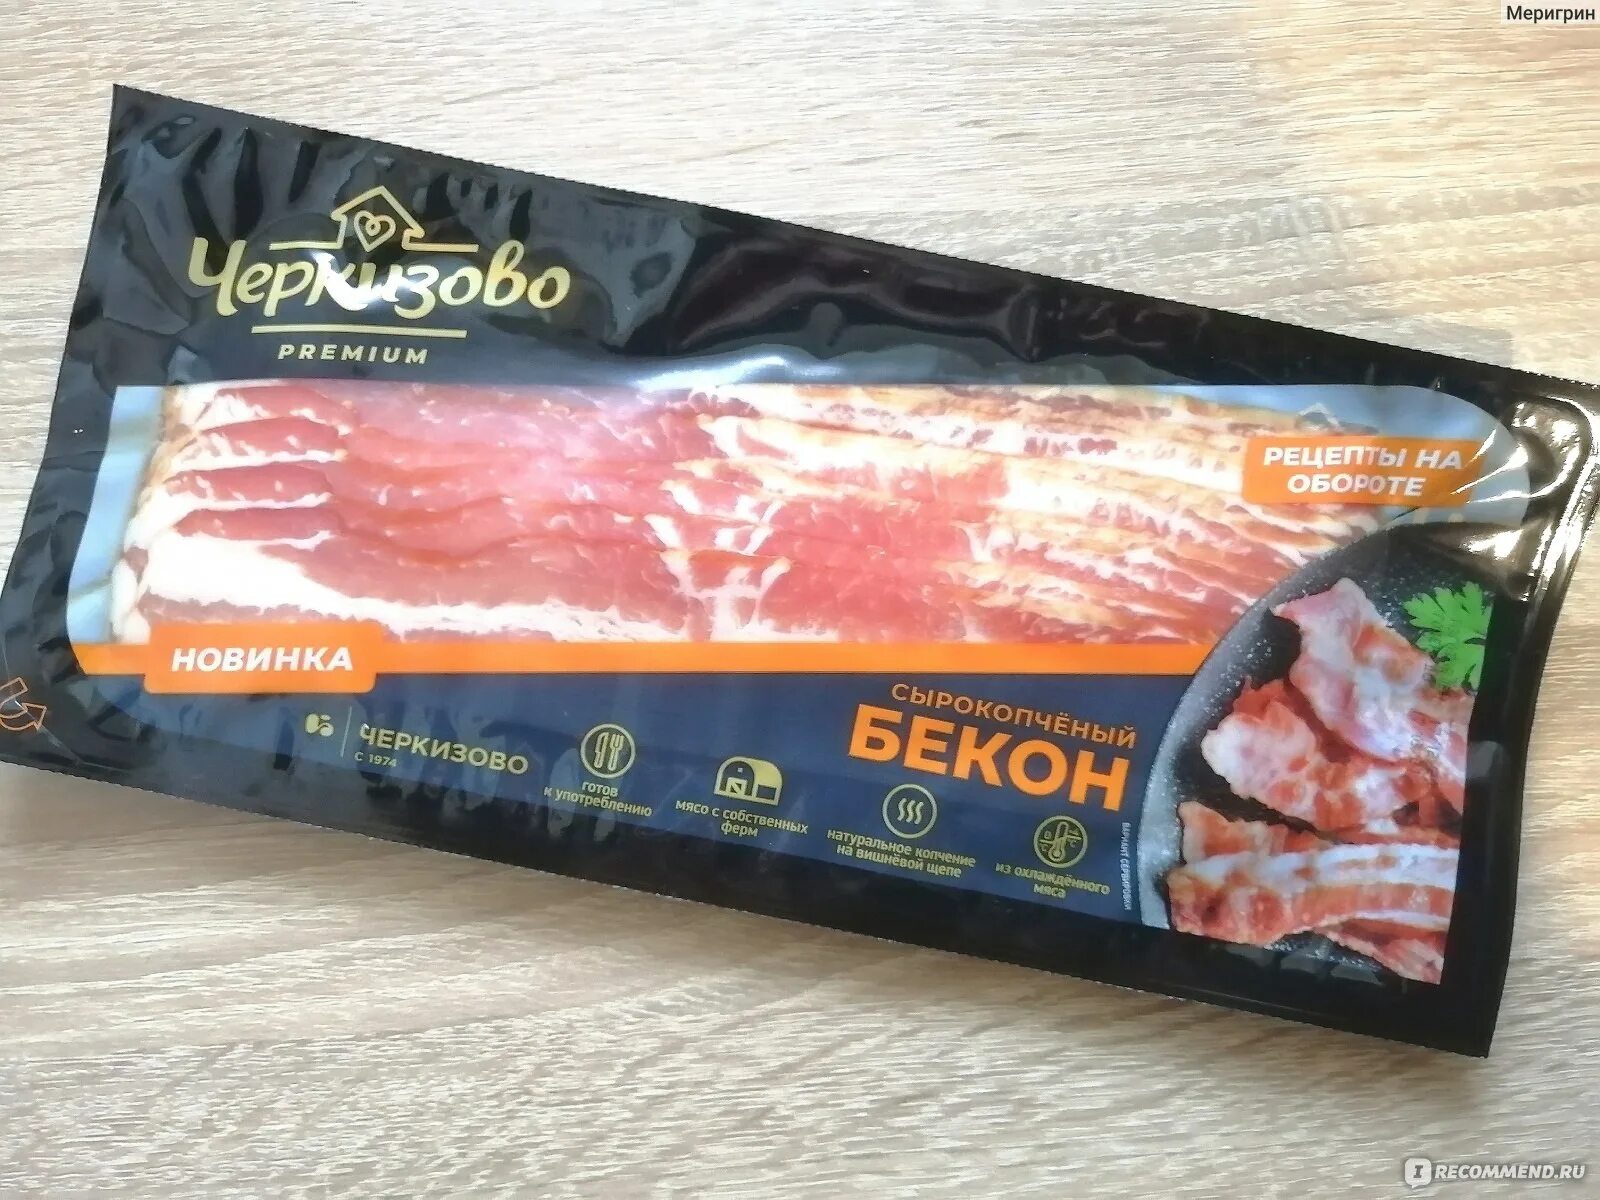 Меригрин
Черкизово
PREMIUM
РЕЦЕПТЫ НА
ОБОРОТЕ
НОВИНКА
СЫРОКОПЧЁНЫЙ
БЕКОН
ЧЕРКИЗОВО
С 1974
готов
к употреблению
мясо с собственных
ферм
натуральное копчение
на вишнёвой щепе
из охлаждённого
мяса
ВАРИАНТ СЕРВИРОВКИ
IRECOMMEND.RU